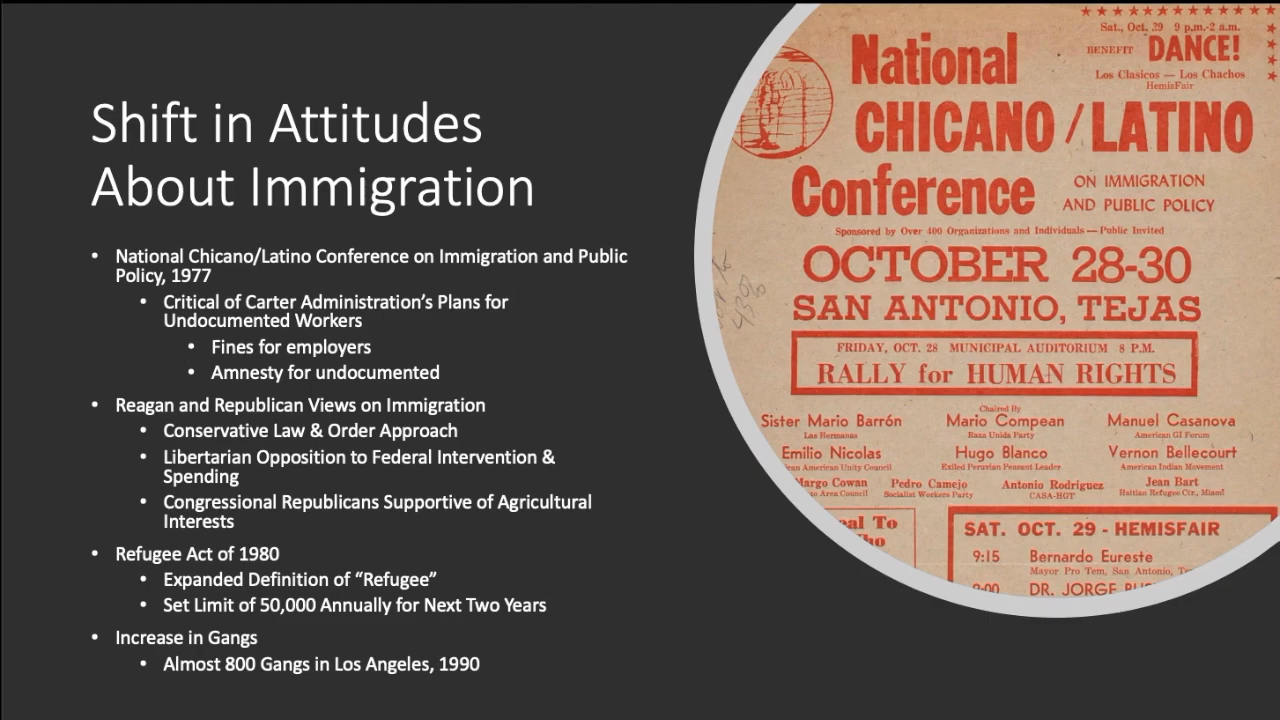 Shift in Attitudes
About Immigration
• National Chicano/Latino Conference on Immigration and Public
Policy, 1977
• Critical of Carter Administration's Plans for
Undocumented Workers
• Fines for employers
• Amnesty for undocumented
• Reagan and Republican Views on Immigration
• Conservative Law & Order Approach
• Libertarian Opposition to Federal Intervention &
Spending
• Congressional Republicans Supportive of Agricultural
Interests
• Refugee Act of 1980
• Expanded Definition of “Refugee”
• Set Limit of 50,000 Annually for Next Two Years
• Increase in Gangs
• Almost 800 Gangs in Los Angeles, 1990
Sat., Oct. 29 9 p.m.-2 a.m.
BENEFIT DANCE!
Los Clasicos — Los Chachos
HemisFair
National
CHICANO / LATINO
Conference ON IMMIGRATION
AND PUBLIC POLICY
Sponsored by Over 400 Organizations and Individuals — Public Invited
OCTOBER 28-30
SAN ANTONIO, TEJAS
FRIDAY, OCT. 28 MUNICIPAL AUDITORIUM 8 P.M.
RALLY for HUMAN RIGHTS
Chaired By
Sister Mario Barrón Mario Compean Manuel Casanova
Las Hermanas Raza Unida Party American GI Forum
Emilio Nicolas Hugo Blanco Vernon Bellecourt
American Unity Council Exiled Peruvian Peasant Leader American Indian Movement
Margo Cowan Pedro Camejo Antonio Rodriguez Jean Bart
Area Council Socialist Workers Party CASA-HGT Haitian Refugee Ctr., Miami
To
SAT. OCT. 29 - HEMISFAIR
9:15 Bernardo Eureste
Mayor Pro Tem, San Antonio,
DR. JORGE